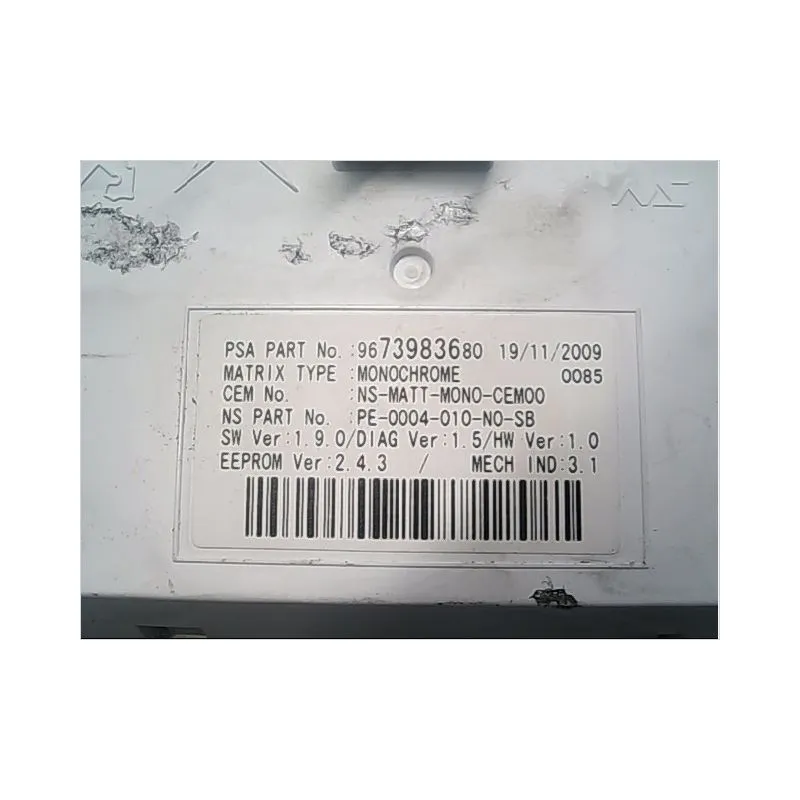 PSA PART No. :9673983680 19/11/2009
MATRIX TYPE :MONOCHROME 0085
CEM No. :NS-MATT-MONO-CEM00
NS PART No. :PE-0004-010-N0-SB
SW Ver:1.9.0/DIAG Ver:1.5/HW Ver:1.0
EEPROM Ver:2.4.3 / MECH IND:3.1